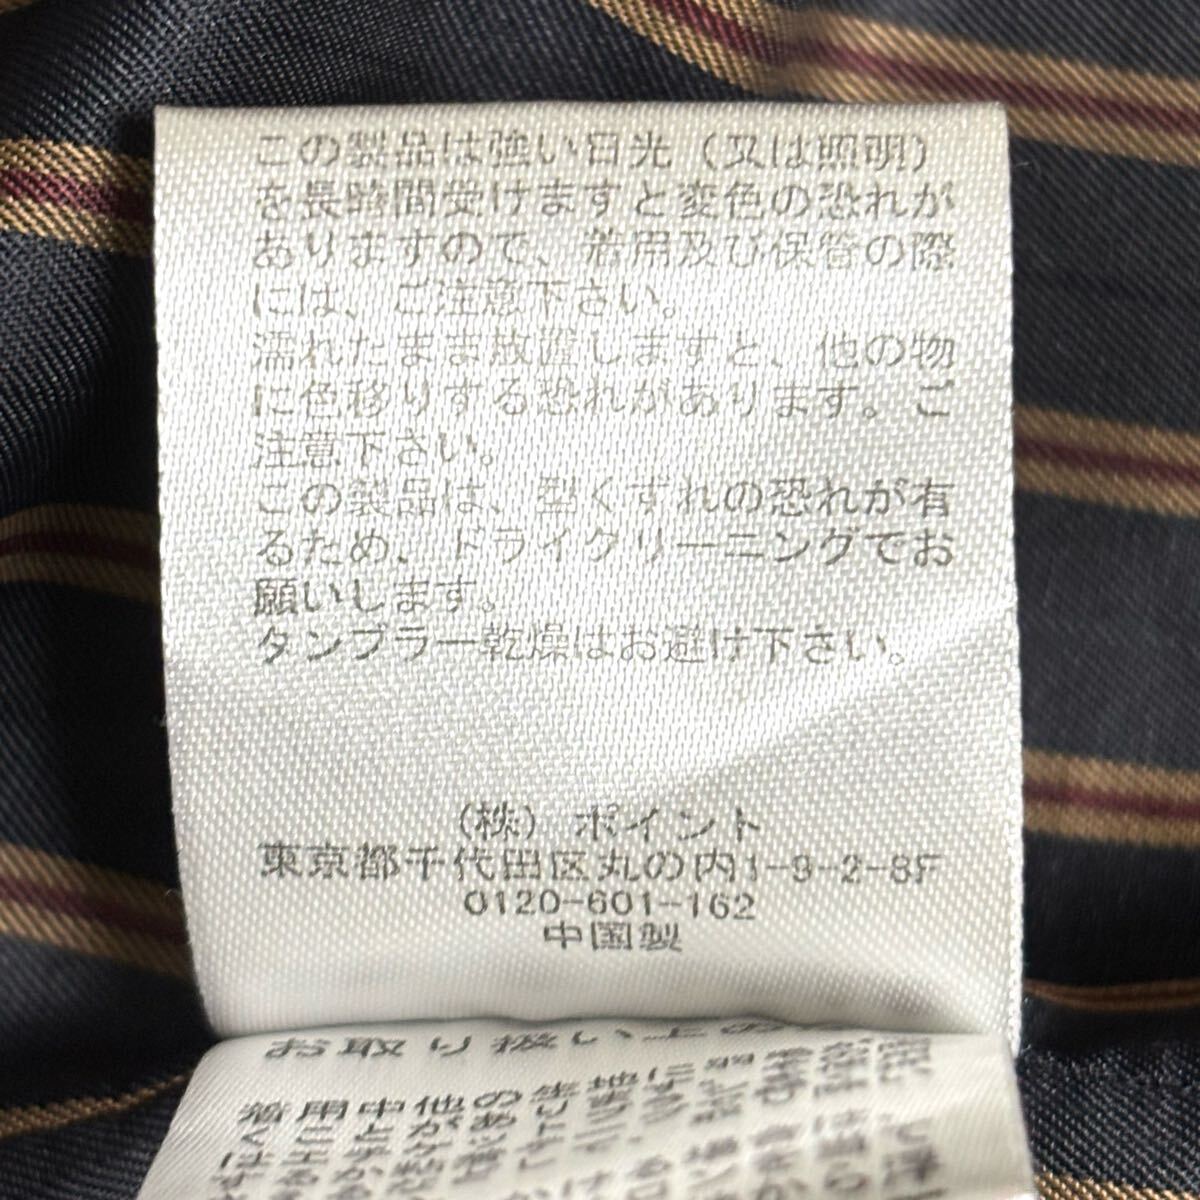 この製品は強い日光（又は照明）
を長時間受けますと変色の恐れが
ありますので、着用及び保管の際
には、ご注意下さい。
濡れたまま放置しますと、他の物
に色移りする恐れがあります。ご
注意下さい。
この製品は、型くずれの恐れが有
るため、ドライクリーニングでお
願いします。
タンブラー乾燥はお避け下さい。
（株）ポイント
東京都千代田区丸の内1-9-2-8F
0120-601-162
中国製
お取り扱い上の
着用中他の生地に